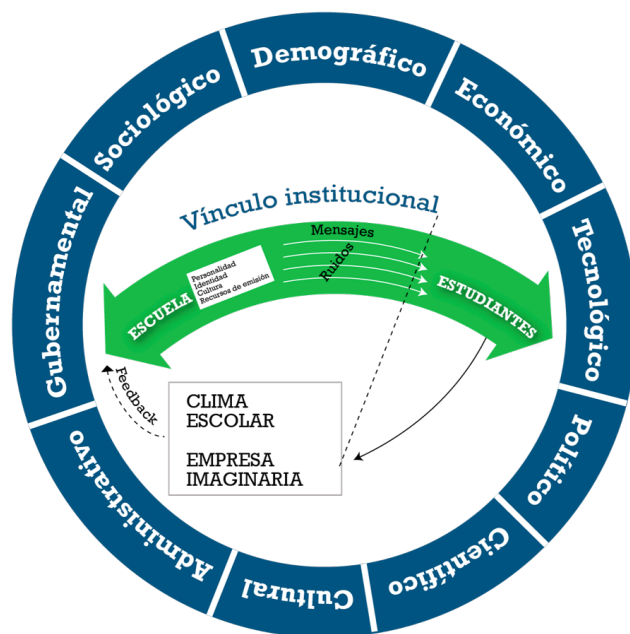 Demográfico
Económico
Tecnológico
Político
Científico
Cultural
Administrativo
Gubernamental
Sociológico
Vínculo institucional
Mensajes
Ruidos
Personalidad
Identidad
Cultura
Recursos de emisión
ESCUELA
ESTUDIANTES
Feedback
CLIMA
ESCOLAR
EMPRESA
IMAGINARIA